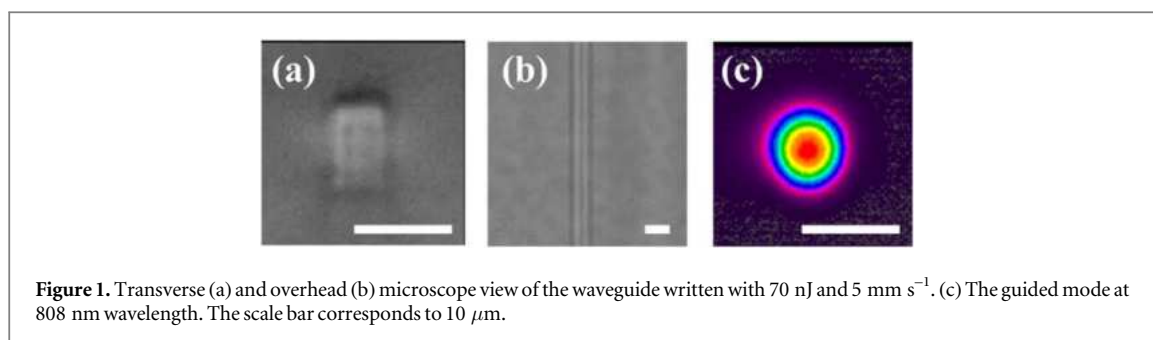 (a)
(b)
(c)
Figure 1. Transverse (a) and overhead (b) microscope view of the waveguide written with 70 nJ and 5 mm s⁻¹. (c) The guided mode at
808 nm wavelength. The scale bar corresponds to 10 μm.